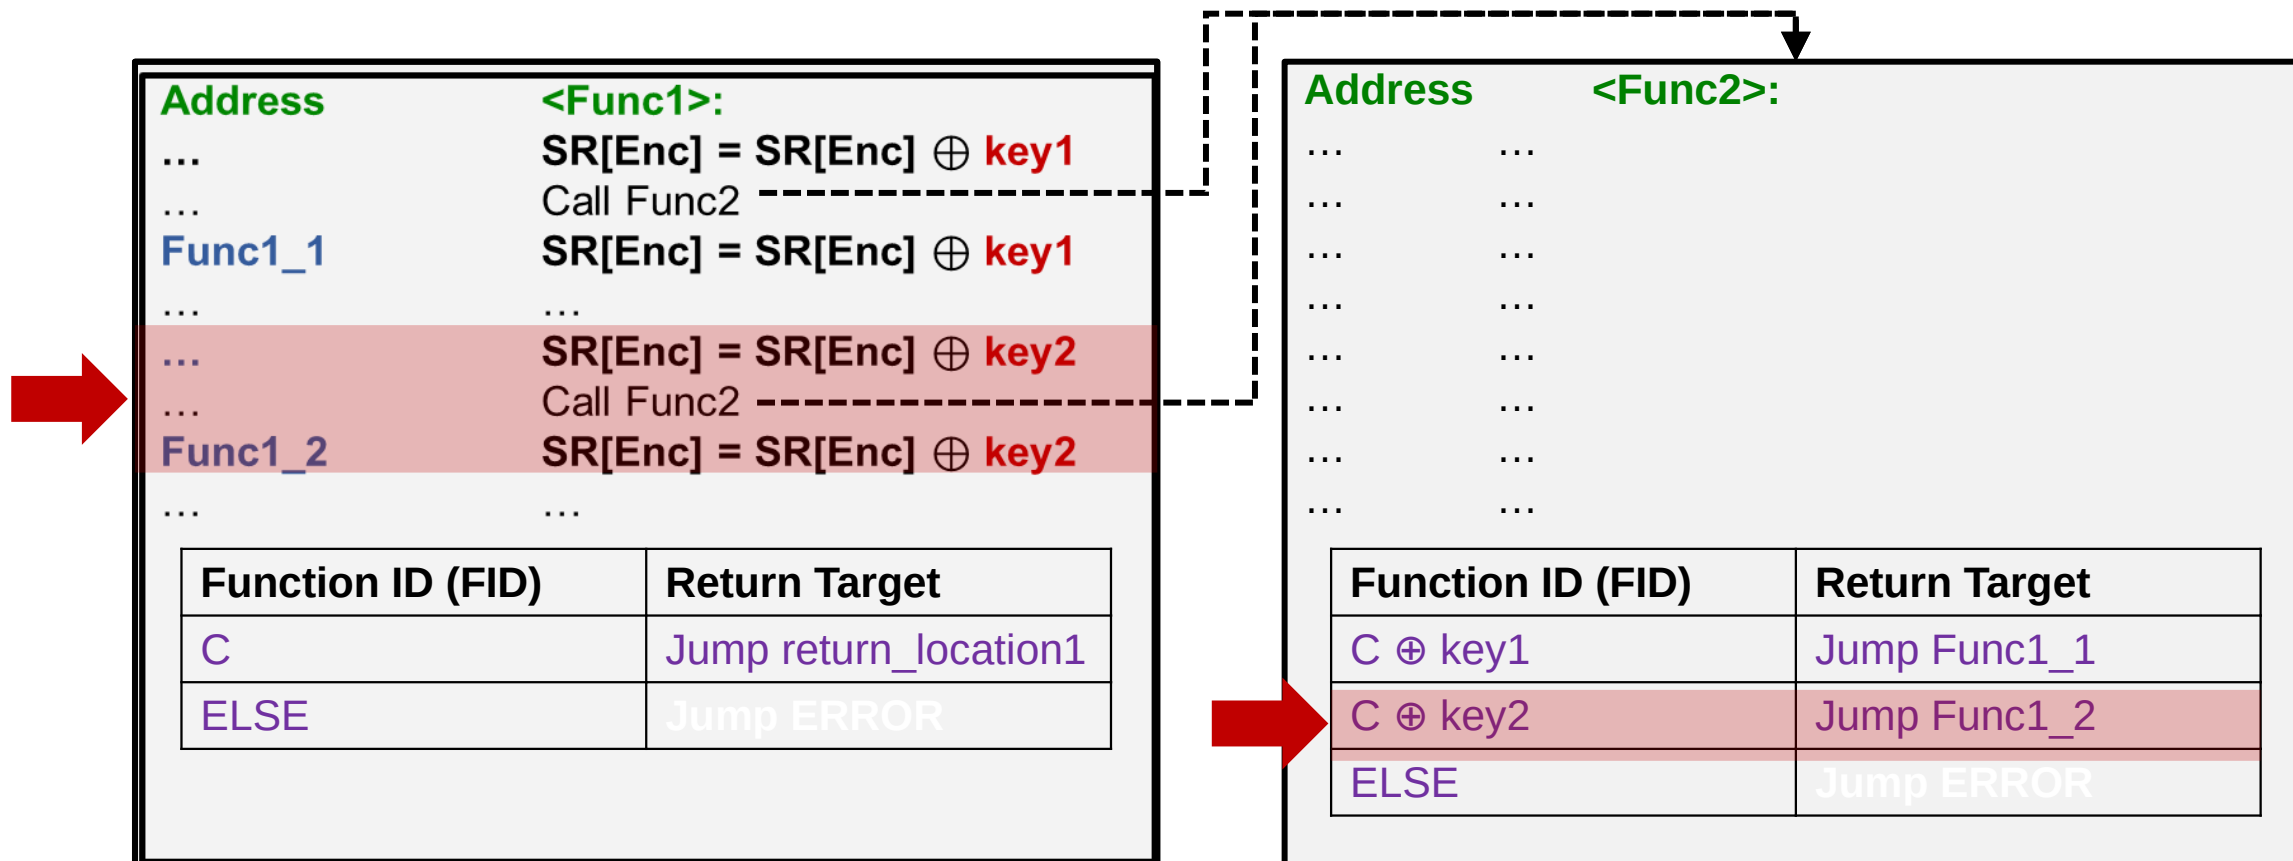 Address <Func1>:
… SR[Enc] = SR[Enc] ⊕ key1
… Call Func2
Func1_1 SR[Enc] = SR[Enc] ⊕ key1
… …
… SR[Enc] = SR[Enc] ⊕ key2
… Call Func2
Func1_2 SR[Enc] = SR[Enc] ⊕ key2
… …
Function ID (FID) Return Target
C Jump return_location1
ELSE Jump ERROR
Address <Func2>:
… …
… …
… …
… …
… …
… …
… …
… …
Function ID (FID) Return Target
C ⊕ key1 Jump Func1_1
C ⊕ key2 Jump Func1_2
ELSE Jump ERROR